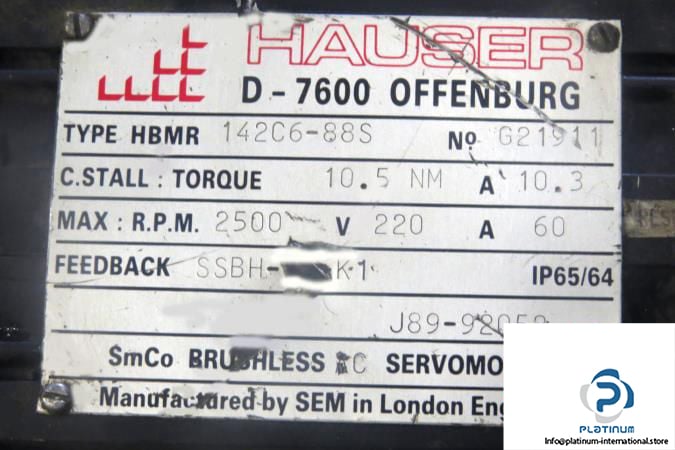 HAUSER
D-7600 OFFENBURG
TYPE HBMR 142C6-88S No G21911
C.STALL: TORQUE 10.5 NM A 10.3
MAX: R.P.M. 2500 V 220 A 60
FEEDBACK SSBH- K1 IP65/64
SmCo BRUSHLESS SERVOMO
Manufactured by SEM in London Eng
PLATINUM
Info@platinum-international.store